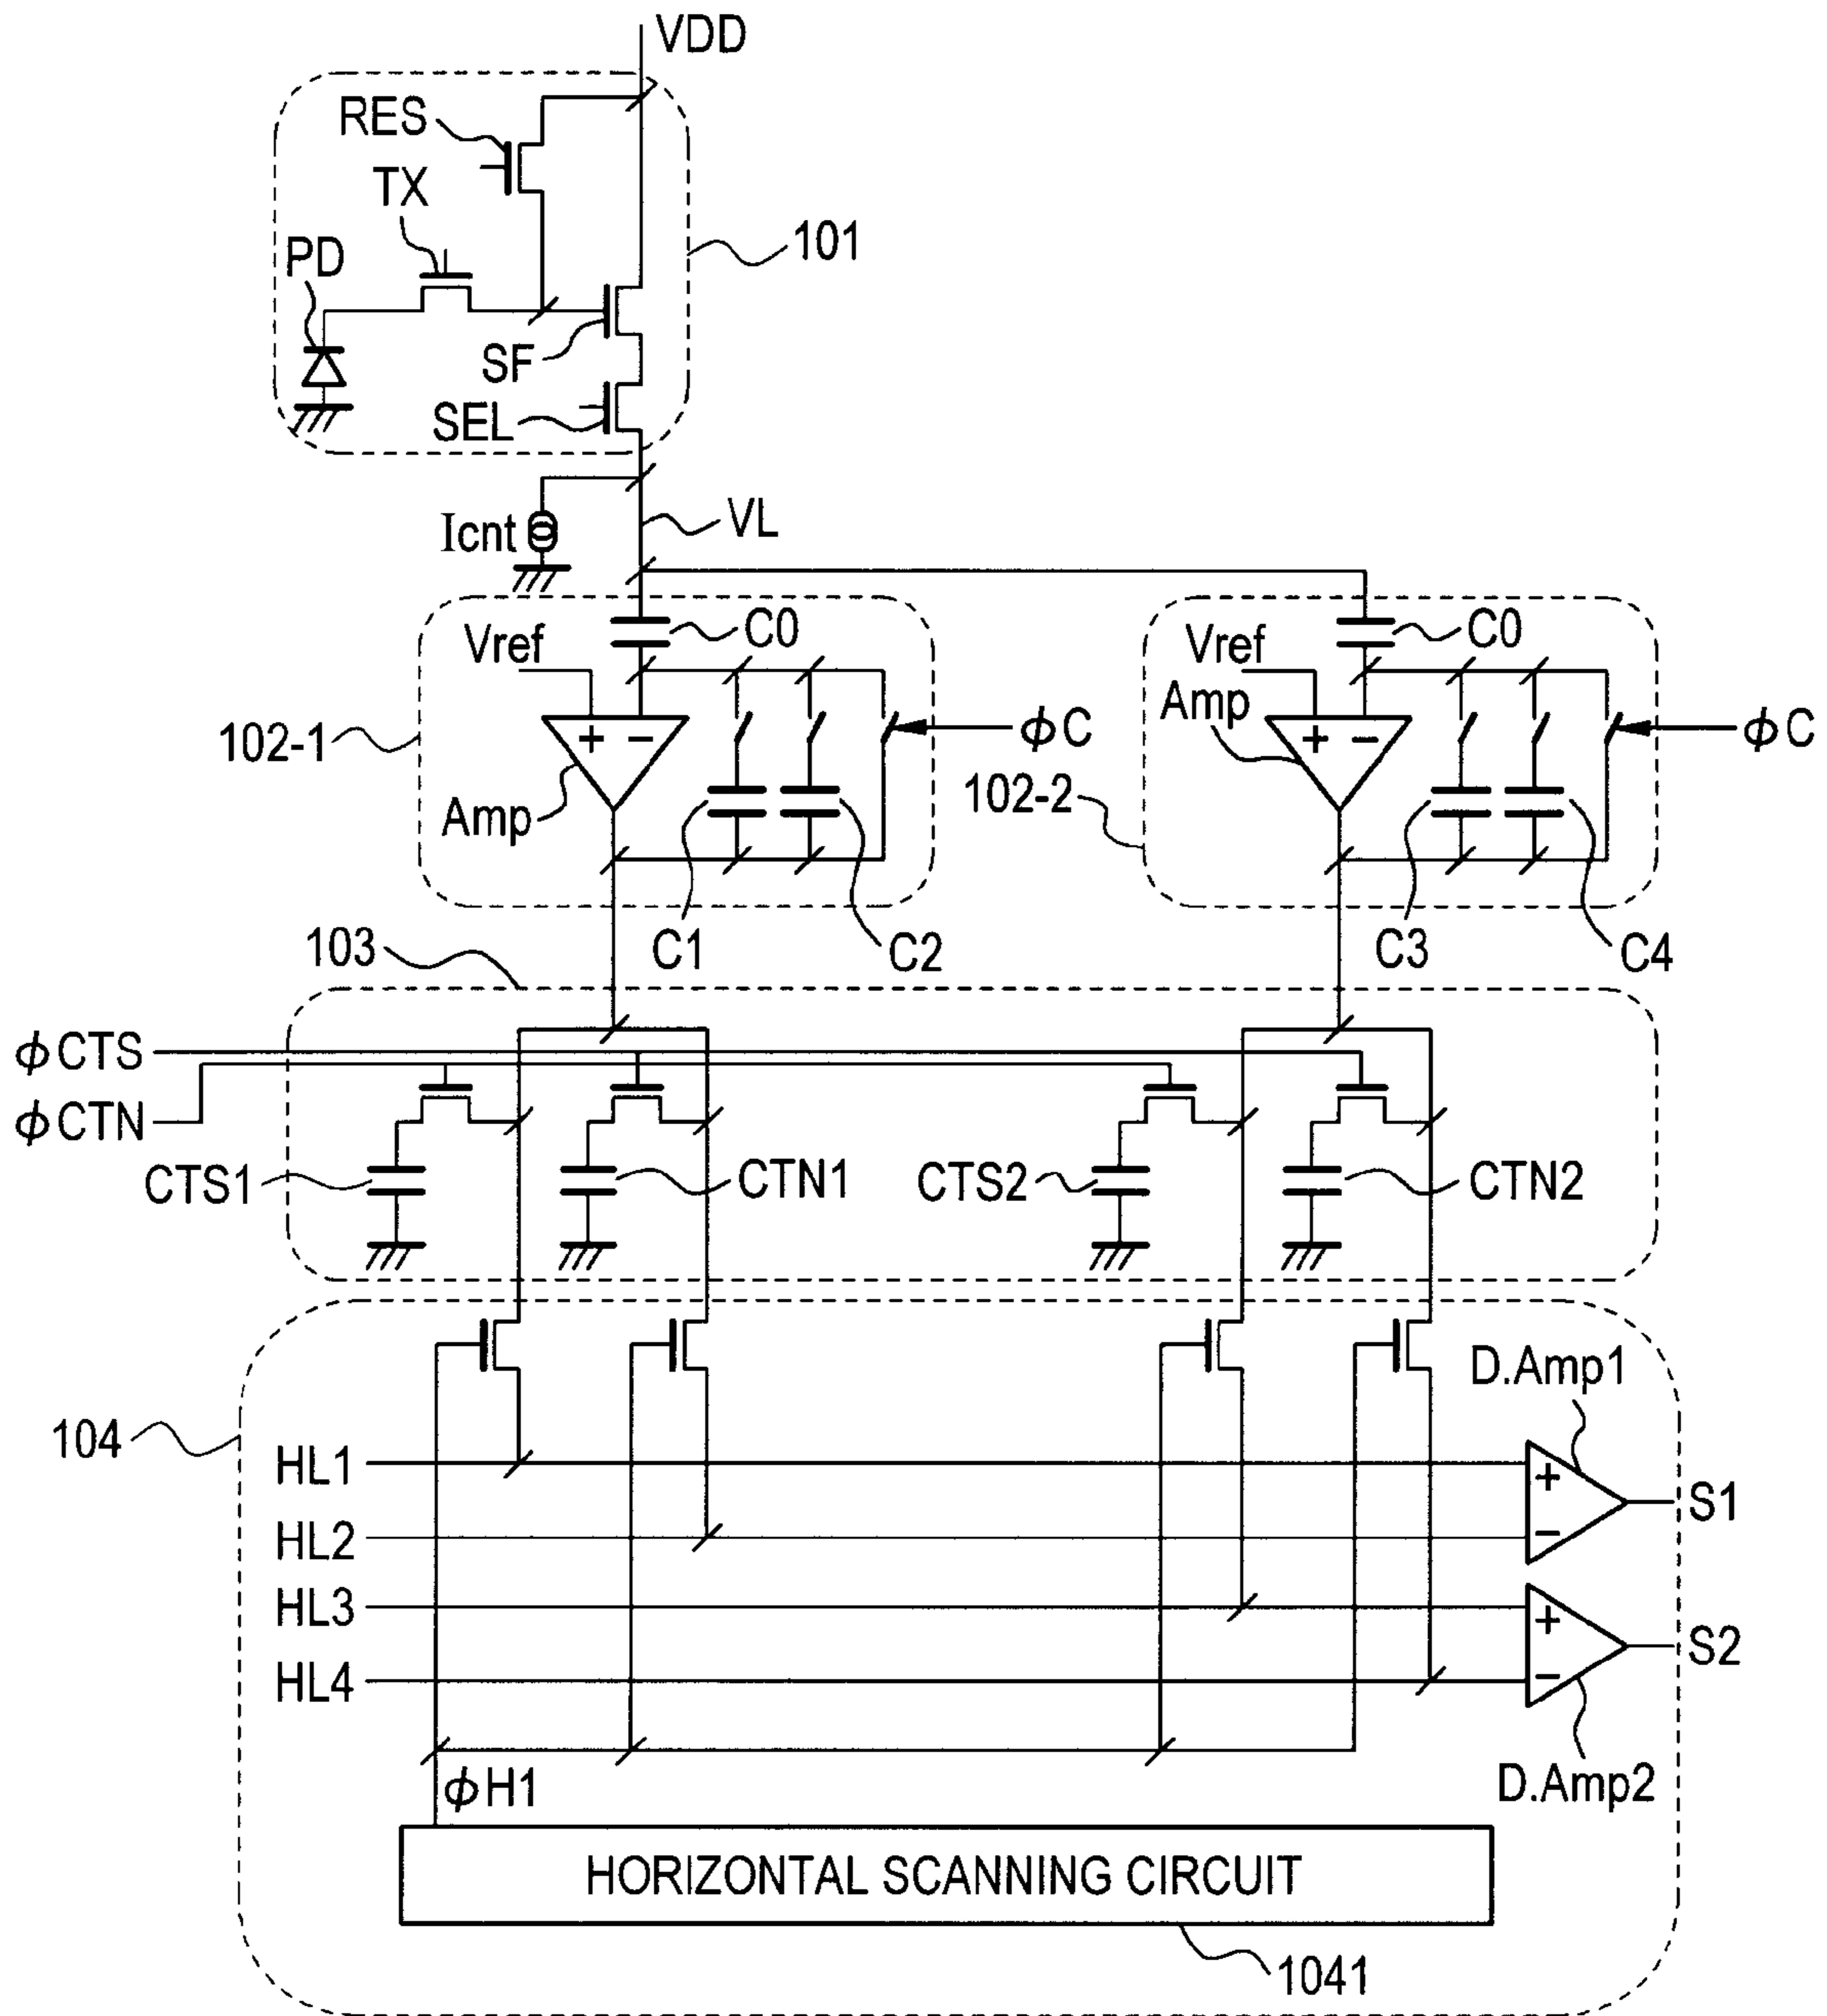 VDD
RES
TX
PD
101
SF
SEL
Icnt
VL
Vref
C0
Vref
C0
Amp
102-1
+ −
ϕC
+ −
ϕC
Amp
102-2
C1
C2
C3
C4
103
ϕCTS
ϕCTN
CTS1
CTN1
CTS2
CTN2
D.Amp1
104
HL1
+
S1
HL2
−
HL3
+
S2
HL4
−
D.Amp2
ϕH1
HORIZONTAL SCANNING CIRCUIT
1041